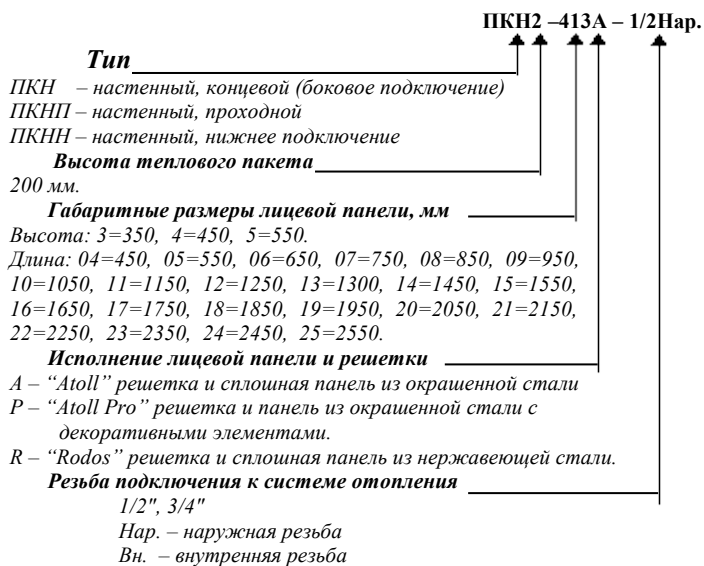 ПКН2 –413А – 1/2Нар.
Тип
ПКН – настенный, концевой (боковое подключение)
ПКНП – настенный, проходной
ПКНН – настенный, нижнее подключение
Высота теплового пакета
200 мм.
Габаритные размеры лицевой панели, мм
Высота: 3=350, 4=450, 5=550.
Длина: 04=450, 05=550, 06=650, 07=750, 08=850, 09=950,
10=1050, 11=1150, 12=1250, 13=1300, 14=1450, 15=1550,
16=1650, 17=1750, 18=1850, 19=1950, 20=2050, 21=2150,
22=2250, 23=2350, 24=2450, 25=2550.
Исполнение лицевой панели и решетки
А – “Atoll” решетка и сплошная панель из окрашенной стали
Р – “Atoll Pro” решетка и панель из окрашенной стали с
декоративными элементами.
R – “Rodos” решетка и сплошная панель из нержавеющей стали.
Резьба подключения к системе отопления
1/2", 3/4"
Нар. – наружная резьба
Вн. – внутренняя резьба